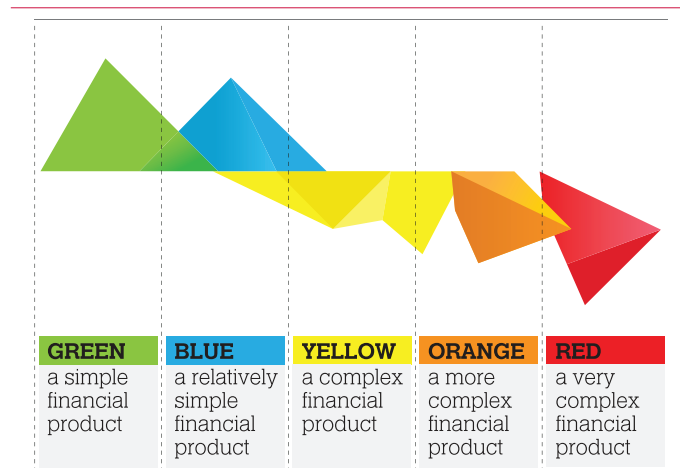 GREEN
a simple
financial
product
BLUE
a relatively
simple
financial
product
YELLOW
a complex
financial
product
ORANGE
a more
complex
financial
product
RED
a very
complex
financial
product